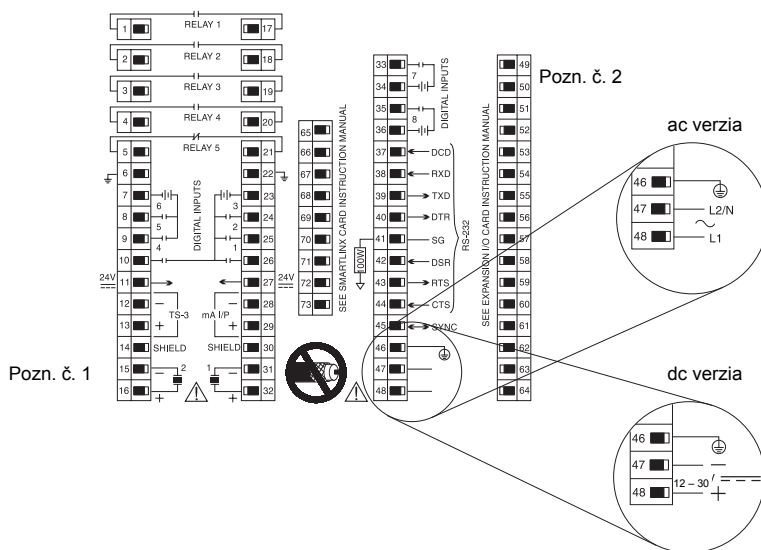 RELAY 1
1
17
RELAY 2
2
18
RELAY 3
3
19
RELAY 4
4
20
RELAY 5
5
21
6
22
7
23
8
24
9
25
10
26
11
27
12
28
13
29
14
30
15
31
16
32
6
5
4
3
2
1
DIGITAL INPUTS
24V
24V
–
TS-3
+
–
mA I/P
+
SHIELD
SHIELD
–
2
+
1
–
+
Pozn. č. 1
65
66
67
68
69
70
71
72
73
SEE SMARTLINX CARD INSTRUCTION MANUAL
33
34
35
36
37
38
39
40
41
42
43
44
45
46
47
48
7
8
DIGITAL INPUTS
DCD
RXD
TXD
DTR
SG
DSR
RTS
CTS
SYNC
RS-232
100W
SEE EXPANSION I/O CARD INSTRUCTION MANUAL
49
50
51
52
53
54
55
56
57
58
59
60
61
62
63
64
Pozn. č. 2
ac verzia
46
47 L2/N
48 L1
dc verzia
46
47 –
12 – 30
48 +